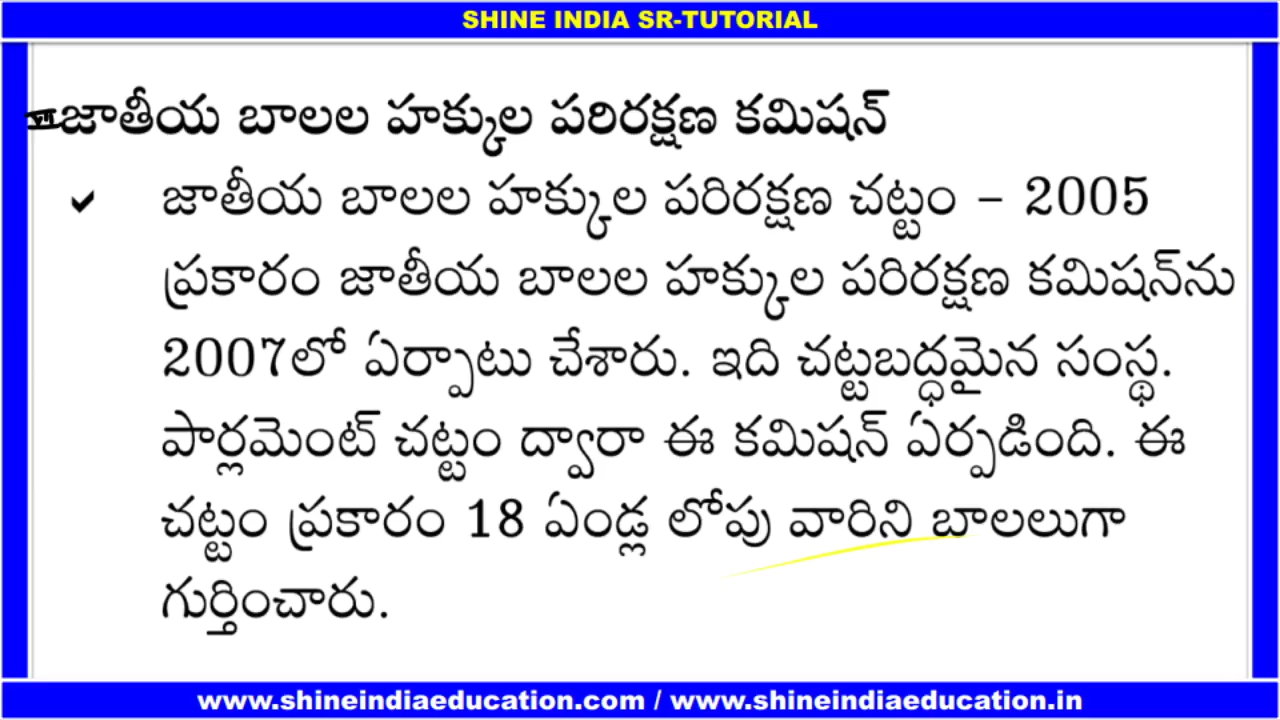 SHINE INDIA SR-TUTORIAL
జాతీయ బాలల హక్కుల పరిరక్షణ కమిషన్
✓ జాతీయ బాలల హక్కుల పరిరక్షణ చట్టం – 2005
ప్రకారం జాతీయ బాలల హక్కుల పరిరక్షణ కమిషన్‌ను
2007లో ఏర్పాటు చేశారు. ఇది చట్టబద్ధమైన సంస్థ.
పార్లమెంట్ చట్టం ద్వారా ఈ కమిషన్ ఏర్పడింది. ఈ
చట్టం ప్రకారం 18 ఏండ్ల లోపు వారిని బాలలుగా
గుర్తించారు.
www.shineindiaeducation.com / www.shineindiaeducation.in